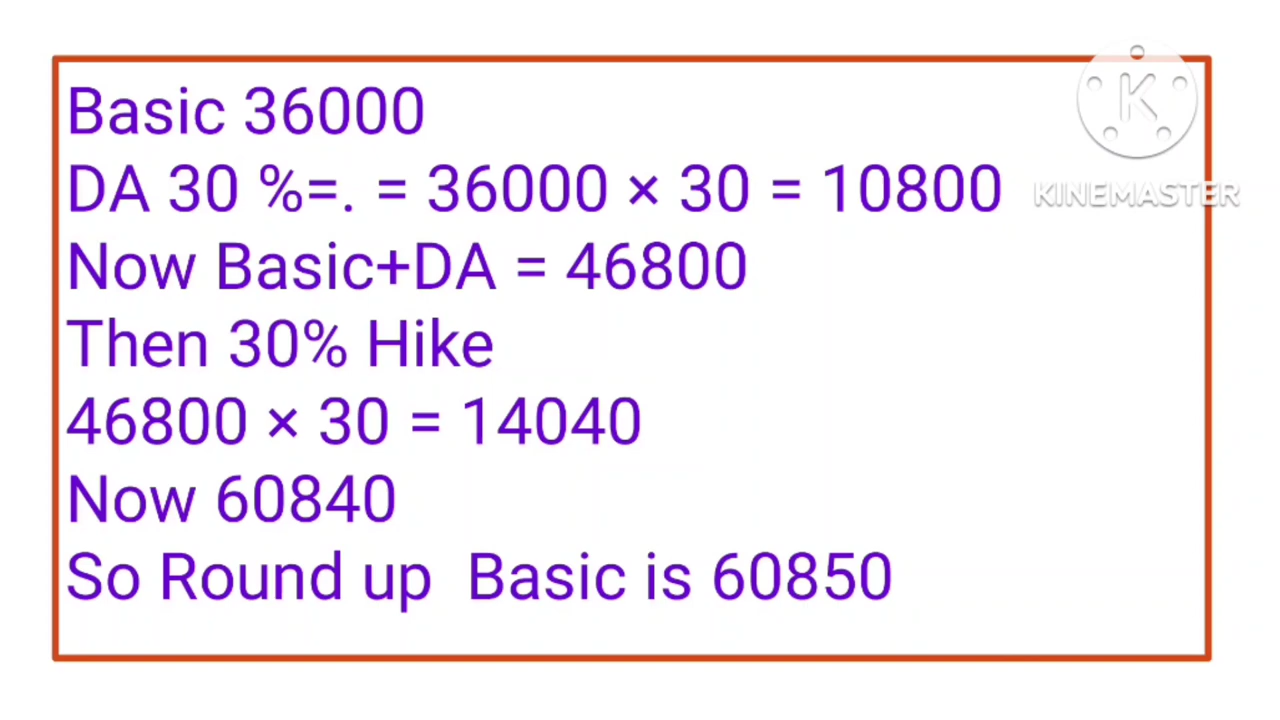 Basic 36000
DA 30 %=. = 36000 × 30 = 10800
KINEMASTER
Now Basic+DA = 46800
Then 30% Hike
46800 × 30 = 14040
Now 60840
So Round up  Basic is 60850